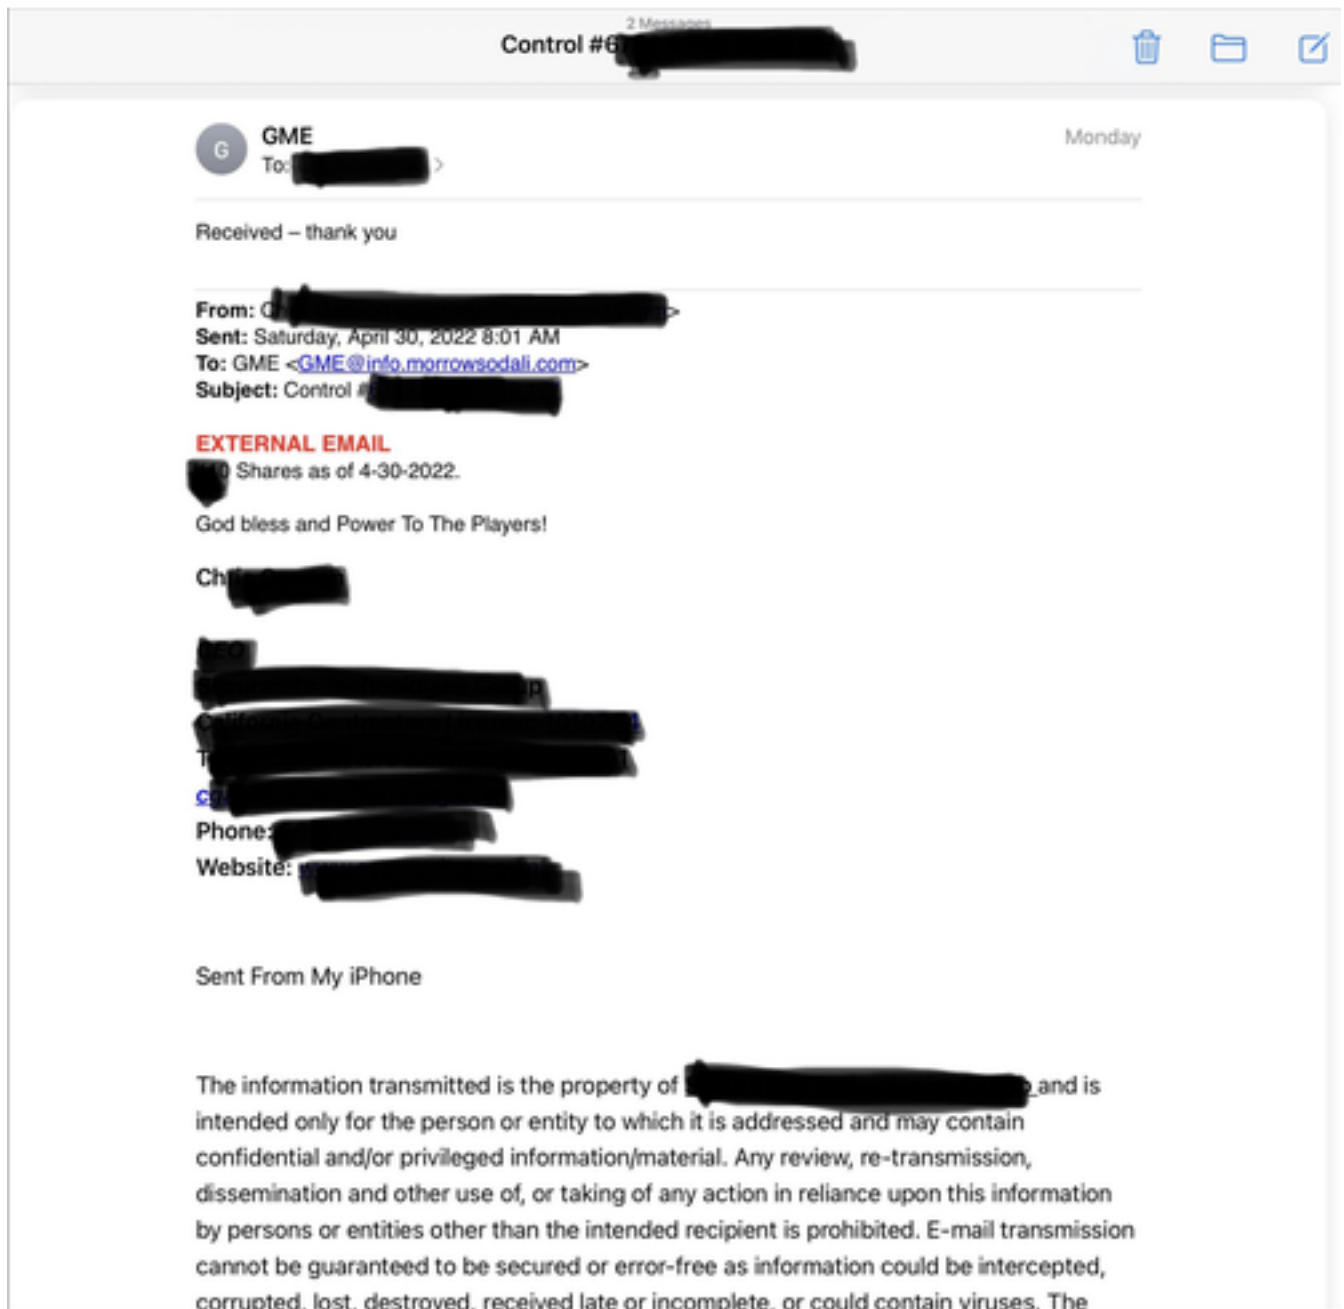 2 Messages
Control #6
GME
Monday
G
To:
Received – thank you
From:
Sent: Saturday, April 30, 2022 8:01 AM
To: GME <GME@info.morrowsodali.com>
Subject: Control #
EXTERNAL EMAIL
Shares as of 4-30-2022.
God bless and Power To The Players!
Phone:
Website:
Sent From My iPhone
The information transmitted is the property of and is
intended only for the person or entity to which it is addressed and may contain
confidential and/or privileged information/material. Any review, re-transmission,
dissemination and other use of, or taking of any action in reliance upon this information
by persons or entities other than the intended recipient is prohibited. E-mail transmission
cannot be guaranteed to be secured or error-free as information could be intercepted,
corrupted, lost, destroyed, received late or incomplete, or could contain viruses. The